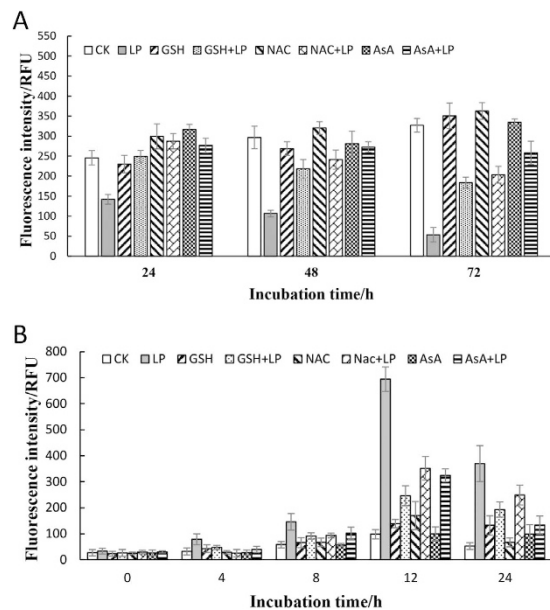 A
550
500
450
400
350
300
250
200
150
100
50
0
Fluorescence intensity/RFU
CK LP GSH GSH+LP NAC NAC+LP AsA AsA+LP
24 48 72
Incubation time/h
B
800
700
600
500
400
300
200
100
0
Fluorescence intensity/RFU
CK LP GSH GSH+LP NAC Nac+LP AsA AsA+LP
0 4 8 12 24
Incubation time/h